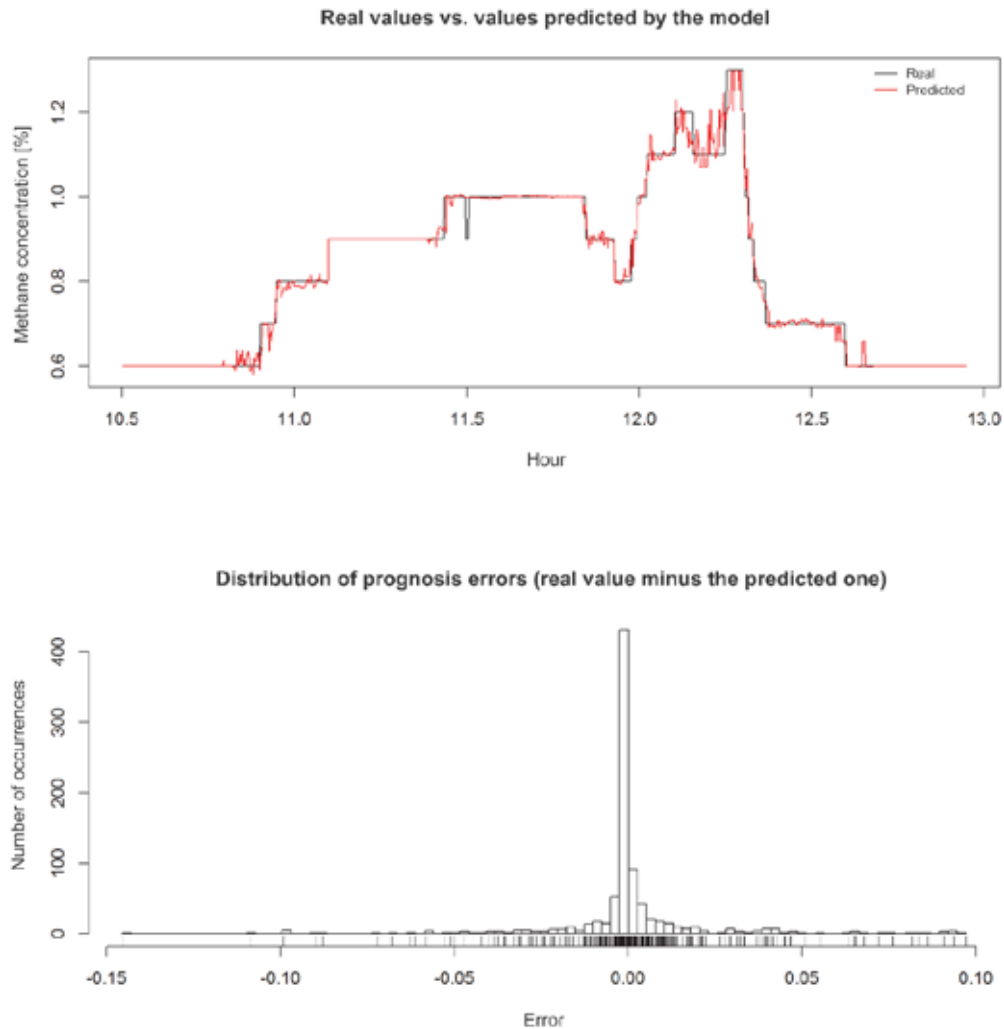 Real values vs. values predicted by the model
Real
Predicted
Methane concentration [%]
1.2
1.0
0.8
0.6
10.5 11.0 11.5 12.0 12.5 13.0
Hour
Distribution of prognosis errors (real value minus the predicted one)
Number of occurrences
400
300
200
100
0
-0.15 -0.10 -0.05 0.00 0.05 0.10
Error